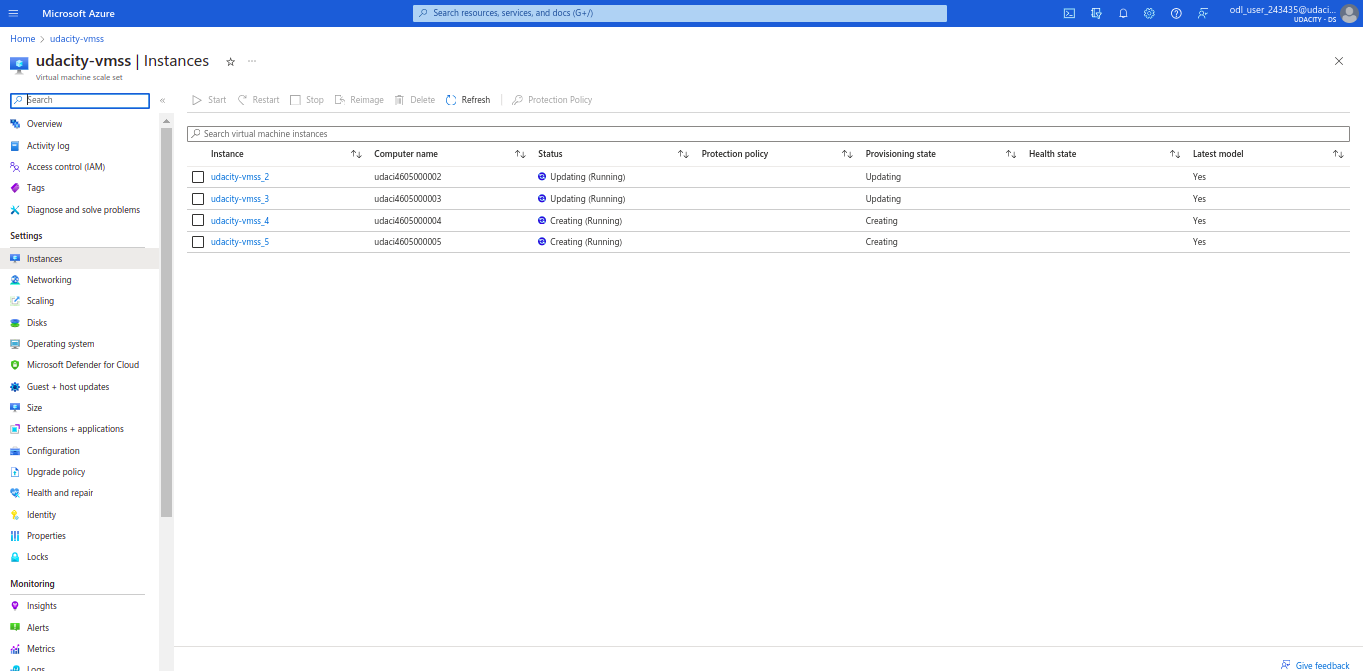 Microsoft Azure
Search resources, services, and docs (G+/)
odl_user_243435@udaci...
UDACITY - DS
Home > udacity-vmss
udacity-vmss | Instances
Virtual machine scale set
Search
Start Restart Stop Reimage Delete Refresh Protection Policy
Search virtual machine instances
Instance Computer name Status Protection policy Provisioning state Health state Latest model
udacity-vmss_2 udaci4605000002 Updating (Running) Updating Yes
udacity-vmss_3 udaci4605000003 Updating (Running) Updating Yes
udacity-vmss_4 udaci4605000004 Creating (Running) Creating Yes
udacity-vmss_5 udaci4605000005 Creating (Running) Creating Yes
Overview
Activity log
Access control (IAM)
Tags
Diagnose and solve problems
Settings
Instances
Networking
Scaling
Disks
Operating system
Microsoft Defender for Cloud
Guest + host updates
Size
Extensions + applications
Configuration
Upgrade policy
Health and repair
Identity
Properties
Locks
Monitoring
Insights
Alerts
Metrics
Logs
Give feedback